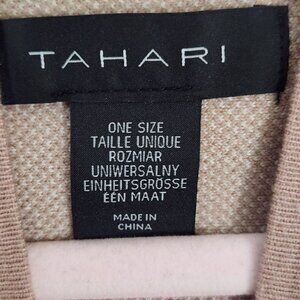 TAHARI
ONE SIZE
TAILLE UNIQUE
ROZMIAR
UNIWERSALNY
EINHEITSGRÖSSE
ÉÉN MAAT
MADE IN
CHINA